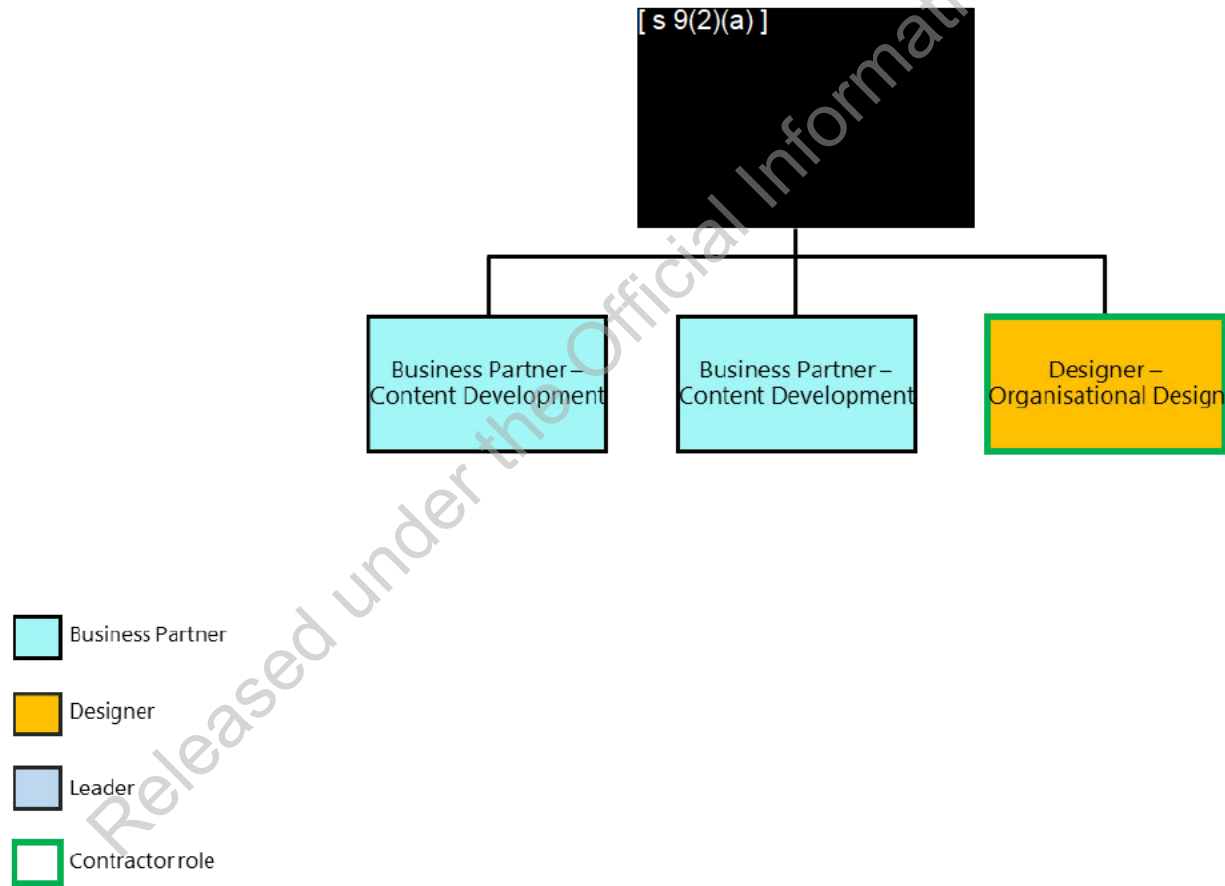 [ s 9(2)(a) ]
Business Partner –
Content Development
Business Partner –
Content Development
Designer –
Organisational Design
Business Partner
Designer
Leader
Contractor role
Released under the Official